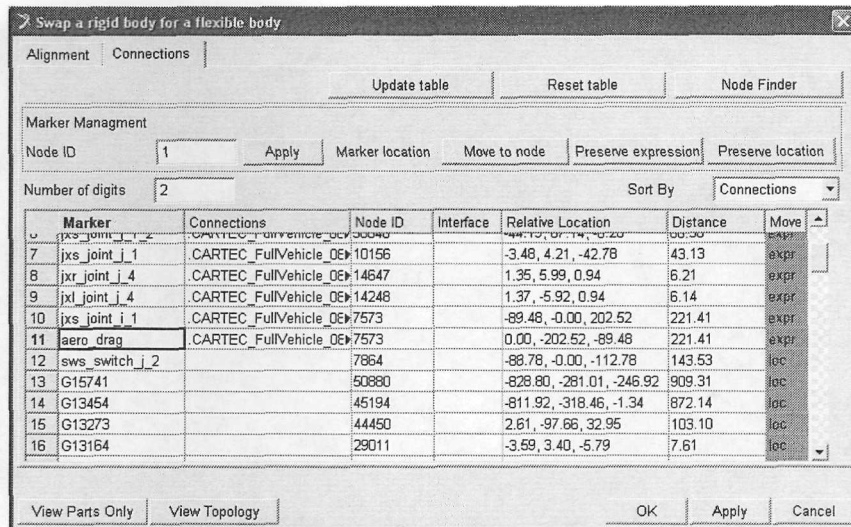 Swap a rigid body for a flexible body
Alignment Connections
Update table Reset table Node Finder
Marker Managment
Node ID 1 Apply Marker location Move to node Preserve expression Preserve location
Number of digits 2 Sort By Connections
Marker Connections Node ID Interface Relative Location Distance Move
7 jxs_joint_j_1 .CARTEC_FullVehicle_0E 10156 -3.48, 4.21, -42.78 43.13 expr
8 jxr_joint_j_4 .CARTEC_FullVehicle_0E 14647 1.35, 5.99, 0.94 6.21 expr
9 jxl_joint_j_4 .CARTEC_FullVehicle_0E 14248 1.37, -5.92, 0.94 6.14 expr
10 jxs_joint_i_1 .CARTEC_FullVehicle_0E 7573 -89.48, -0.00, 202.52 221.41 expr
11 aero_drag .CARTEC_FullVehicle_0E 7573 0.00, -202.52, -89.48 221.41 expr
12 sws_switch_j_2 7864 -88.78, -0.00, -112.78 143.53 loc
13 G15741 50880 -828.80, -281.01, -246.92 909.31 loc
14 G13454 45194 -811.92, -318.46, -1.34 872.14 loc
15 G13273 44450 2.61, -97.66, 32.95 103.10 loc
16 G13164 29011 -3.59, 3.40, -5.79 7.61 loc
View Parts Only View Topology OK Apply Cancel